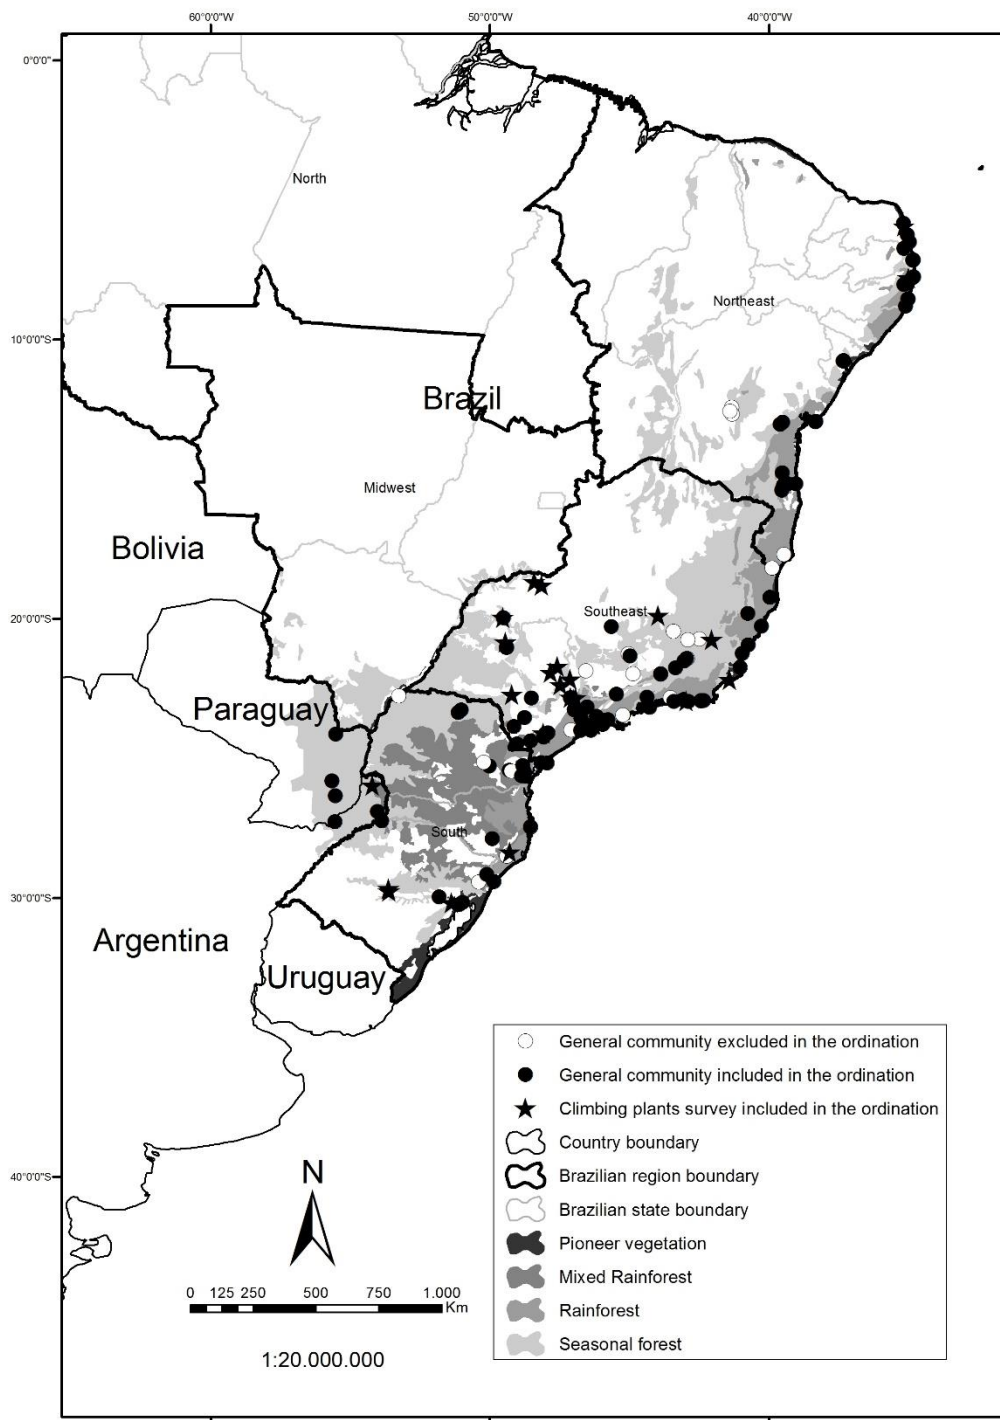 60°0'0"W 50°0'0"W 40°0'0"W
0°0'0"
North
Northeast
10°0'0"S
Brazil
Midwest
Bolivia
20°0'0"S
Southeast
Paraguay
South
30°0'0"S
Argentina
Uruguay
General community excluded in the ordination
General community included in the ordination
Climbing plants survey included in the ordination
Country boundary
Brazilian region boundary
Brazilian state boundary
Pioneer vegetation
Mixed Rainforest
Rainforest
Seasonal forest
40°0'0"S
N
0 125 250 500 750 1.000
Km
1:20.000.000